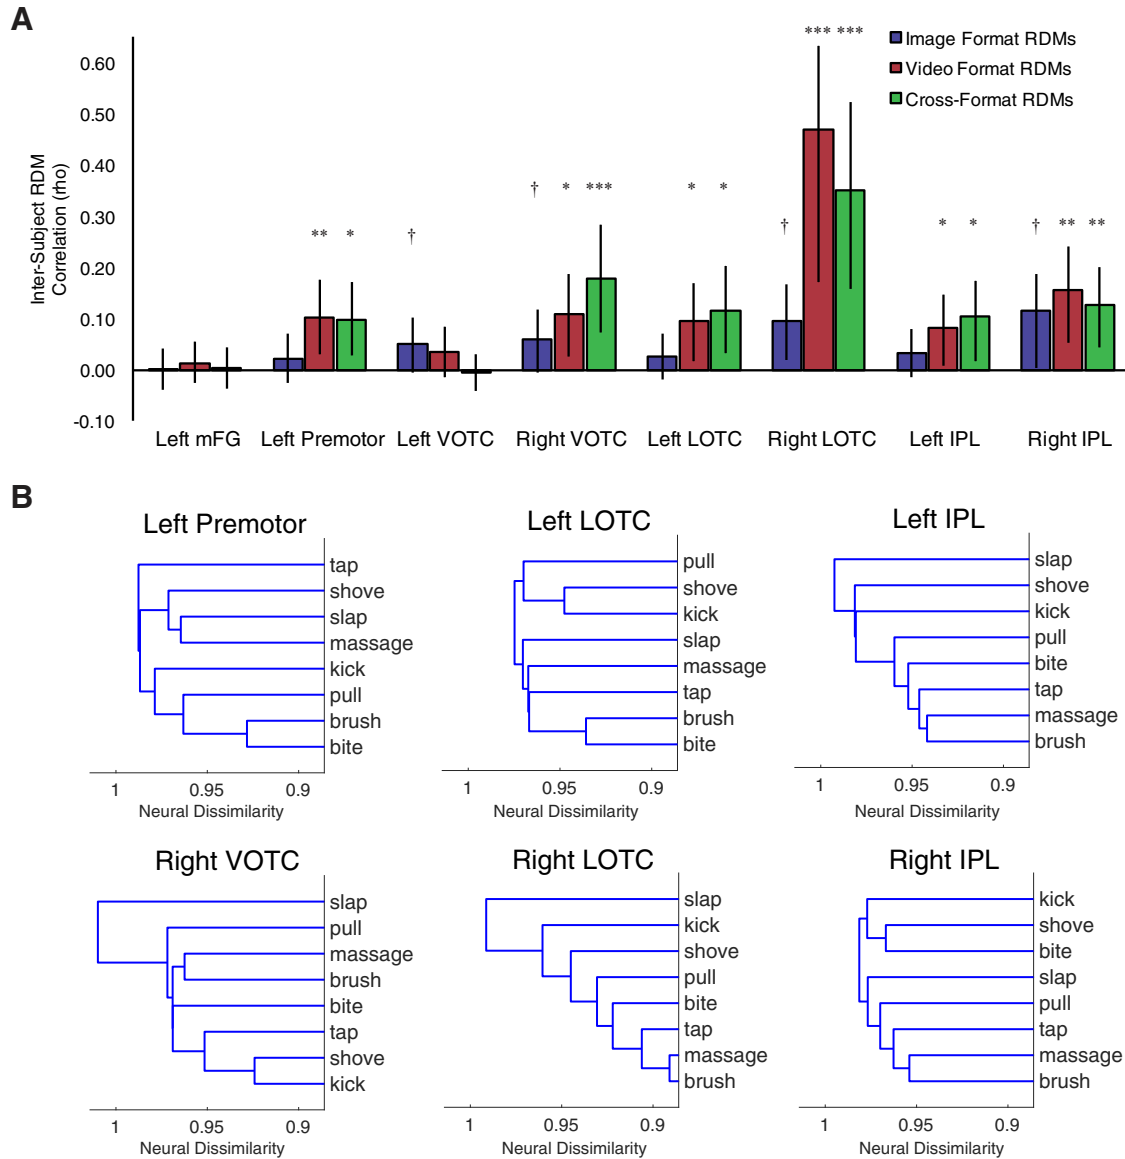 A
*** ***
Image Format RDMs
Video Format RDMs
Cross-Format RDMs
Inter-Subject RDM
Correlation (rho)
0.60
0.50
0.40
0.30
0.20
0.10
0.00
-0.10
** *
†
† * ***
* *
†
* *
† ** **
Left mFG
Left Premotor
Left VOTC
Right VOTC
Left LOTC
Right LOTC
Left IPL
Right IPL
B
Left Premotor
tap
shove
slap
massage
kick
pull
brush
bite
1 0.95 0.9
Neural Dissimilarity
Left LOTC
pull
shove
kick
slap
massage
tap
brush
bite
1 0.95 0.9
Neural Dissimilarity
Left IPL
slap
shove
kick
pull
bite
tap
massage
brush
1 0.95 0.9
Neural Dissimilarity
Right VOTC
slap
pull
massage
brush
bite
tap
shove
kick
1 0.95 0.9
Neural Dissimilarity
Right LOTC
slap
kick
shove
pull
bite
tap
massage
brush
1 0.95 0.9
Neural Dissimilarity
Right IPL
kick
shove
bite
slap
pull
tap
massage
brush
1 0.95 0.9
Neural Dissimilarity